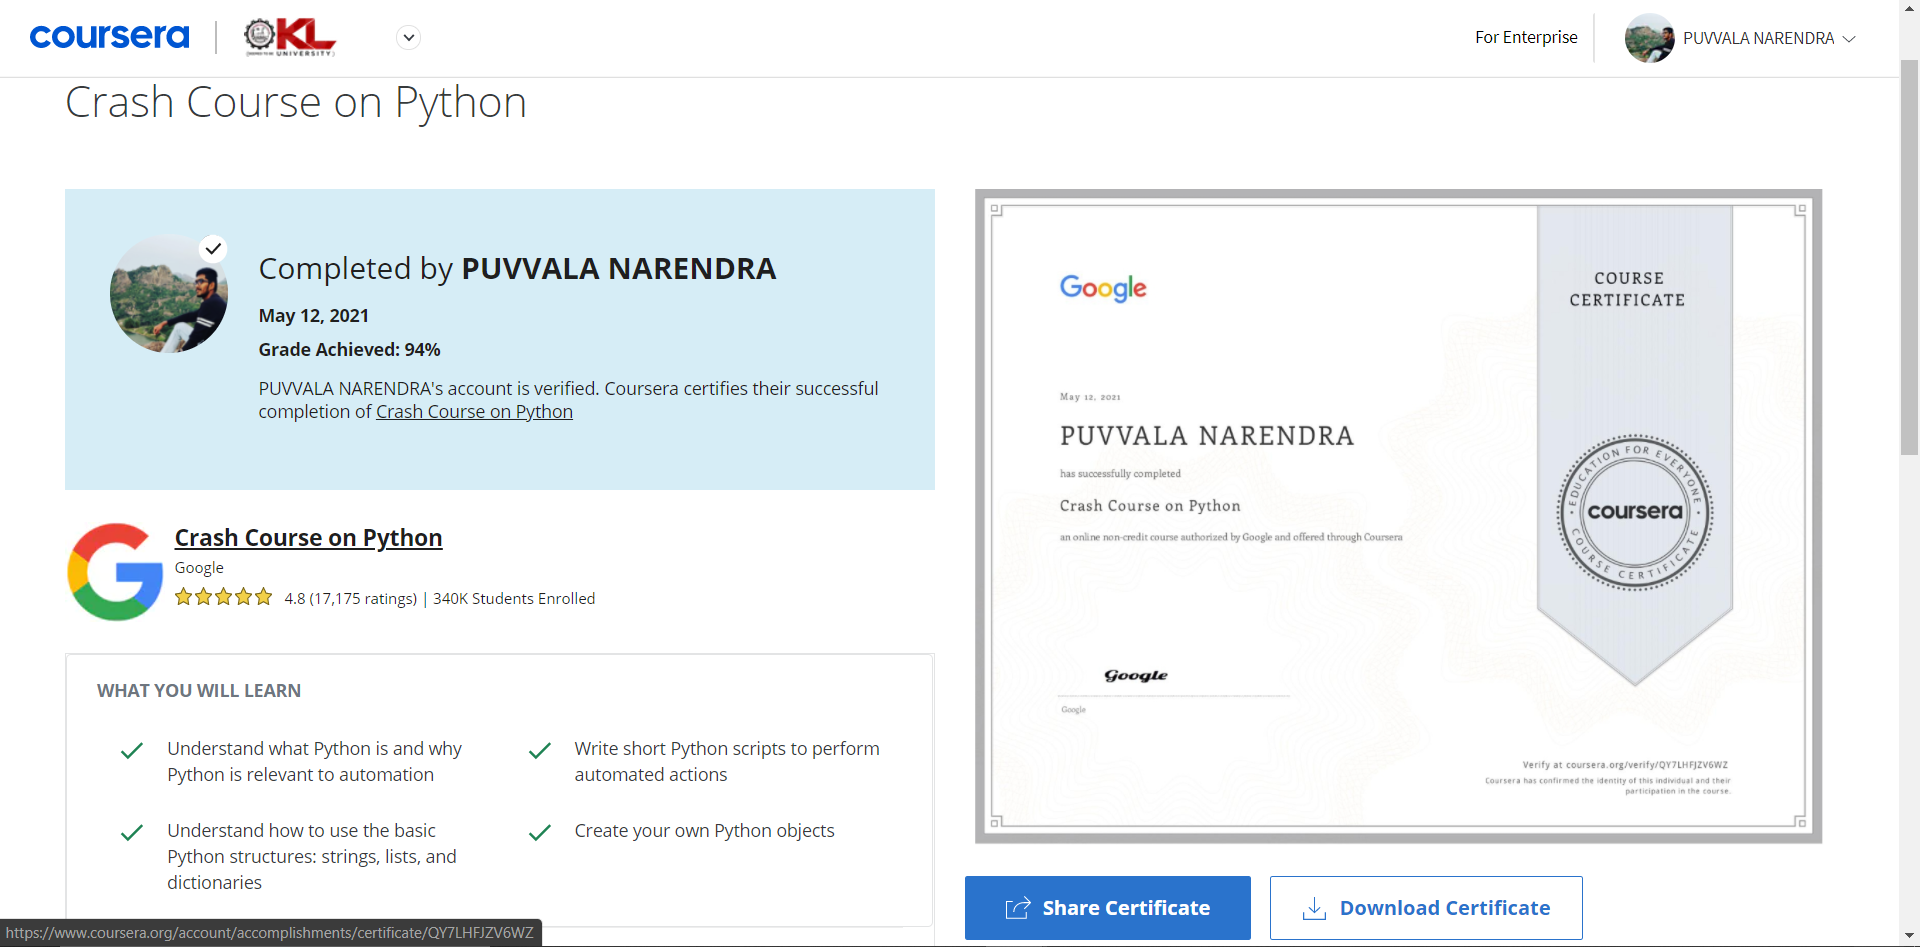 coursera
KL
UNIVERSITY
For Enterprise
PUVVALA NARENDRA
Crash Course on Python
Completed by PUVVALA NARENDRA
May 12, 2021
Grade Achieved: 94%
PUVVALA NARENDRA's account is verified. Coursera certifies their successful
completion of Crash Course on Python
Crash Course on Python
Google
4.8 (17,175 ratings) | 340K Students Enrolled
WHAT YOU WILL LEARN
Understand what Python is and why
Python is relevant to automation
Write short Python scripts to perform
automated actions
Understand how to use the basic
Python structures: strings, lists, and
dictionaries
Create your own Python objects
https://www.coursera.org/account/accomplishments/certificate/QY7LHFJZV6WZ
Google
COURSE
CERTIFICATE
May 12, 2021
PUVVALA NARENDRA
has successfully completed
Crash Course on Python
an online non-credit course authorized by Google and offered through Coursera
EDUCATION FOR EVERYONE
coursera
COURSE CERTIFICATE
Google
Google
Verify at coursera.org/verify/QY7LHFJZV6WZ
Coursera has confirmed the identity of this individual and their
participation in the course.
Share Certificate
Download Certificate